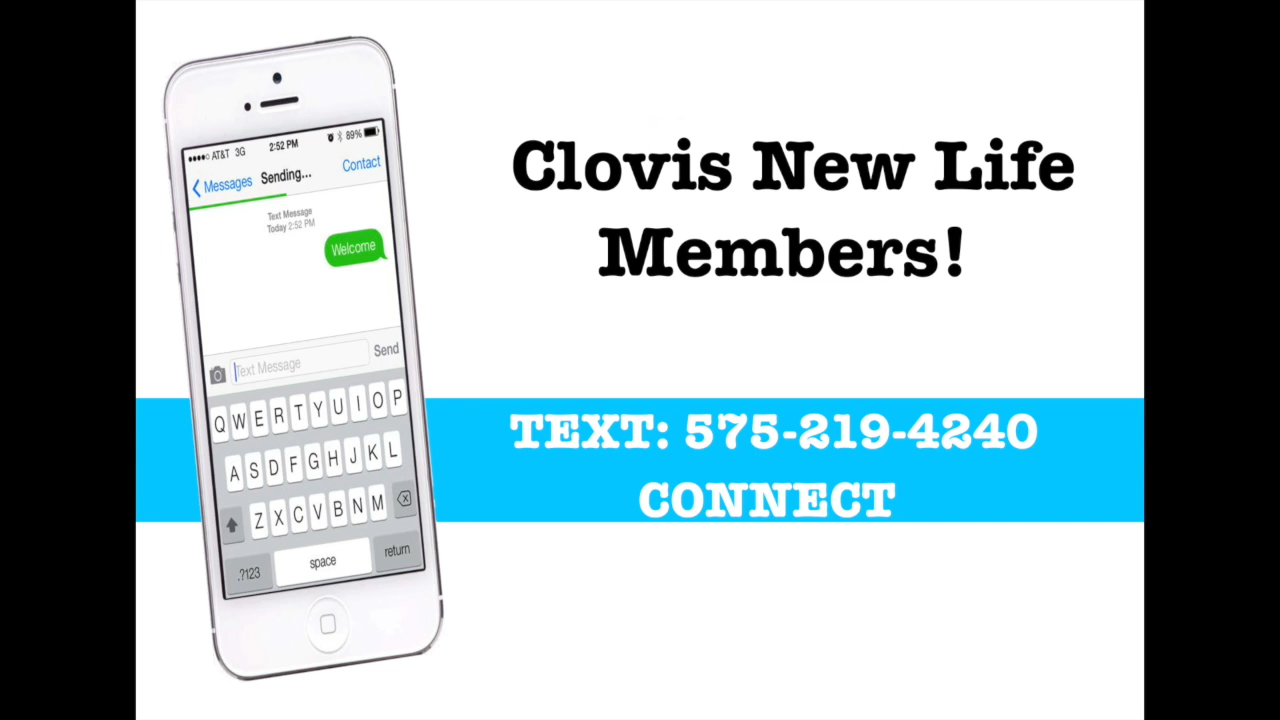 ●●●●○ AT&T 3G 2:52 PM 89%
Messages Sending... Contact
Text Message
Today 2:52 PM
Welcome
Text Message Send
Q W E R T Y U I O P
A S D F G H J K L
Z X C V B N M
.?123 space return
Clovis New Life
Members!
TEXT: 575-219-4240
CONNECT